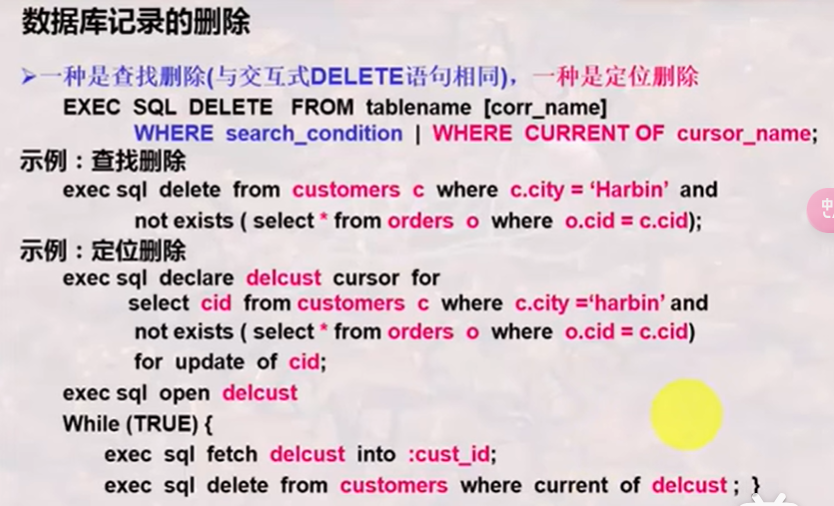 数据库记录的删除
➢一种是查找删除(与交互式DELETE语句相同)，一种是定位删除
EXEC SQL DELETE FROM tablename [corr_name]
WHERE search_condition | WHERE CURRENT OF cursor_name;
示例：查找删除
exec sql delete from customers c where c.city = ‘Harbin’ and
not exists ( select * from orders o where o.cid = c.cid);
示例：定位删除
exec sql declare delcust cursor for
select cid from customers c where c.city =‘harbin’ and
not exists ( select * from orders o where o.cid = c.cid)
for update of cid;
exec sql open delcust
While (TRUE) {
exec sql fetch delcust into :cust_id;
exec sql delete from customers where current of delcust ; }
中